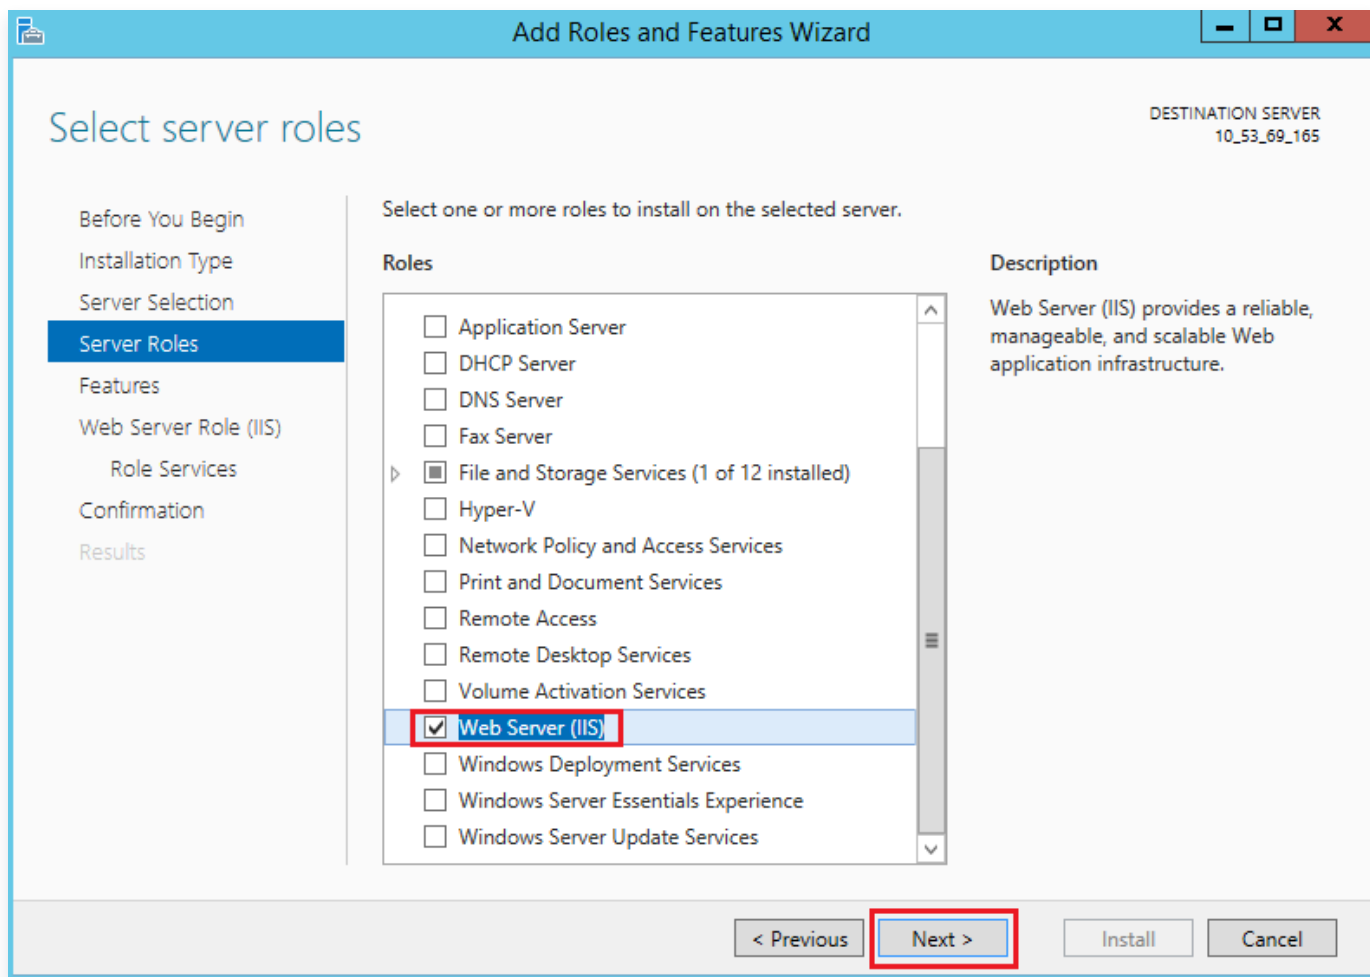 Add Roles and Features Wizard
Select server roles
DESTINATION SERVER
10_53_69_165
Before You Begin
Installation Type
Server Selection
Server Roles
Features
Web Server Role (IIS)
Role Services
Confirmation
Results
Select one or more roles to install on the selected server.
Roles
Application Server
DHCP Server
DNS Server
Fax Server
File and Storage Services (1 of 12 installed)
Hyper-V
Network Policy and Access Services
Print and Document Services
Remote Access
Remote Desktop Services
Volume Activation Services
Web Server (IIS)
Windows Deployment Services
Windows Server Essentials Experience
Windows Server Update Services
Description
Web Server (IIS) provides a reliable,
manageable, and scalable Web
application infrastructure.
< Previous
Next >
Install
Cancel